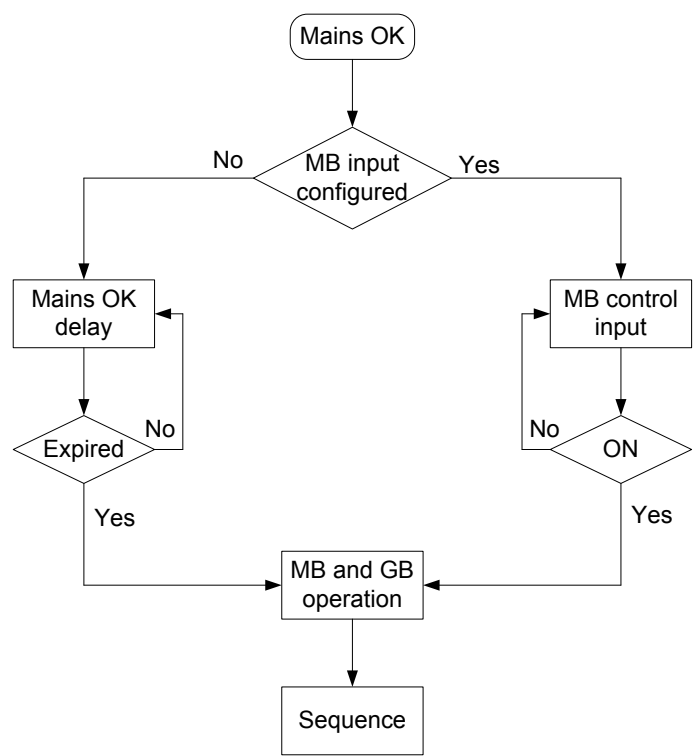 Mains OK
No
MB input
configured
Yes
Mains OK
delay
MB control
input
Expired
No
No
ON
Yes
Yes
MB and GB
operation
Sequence